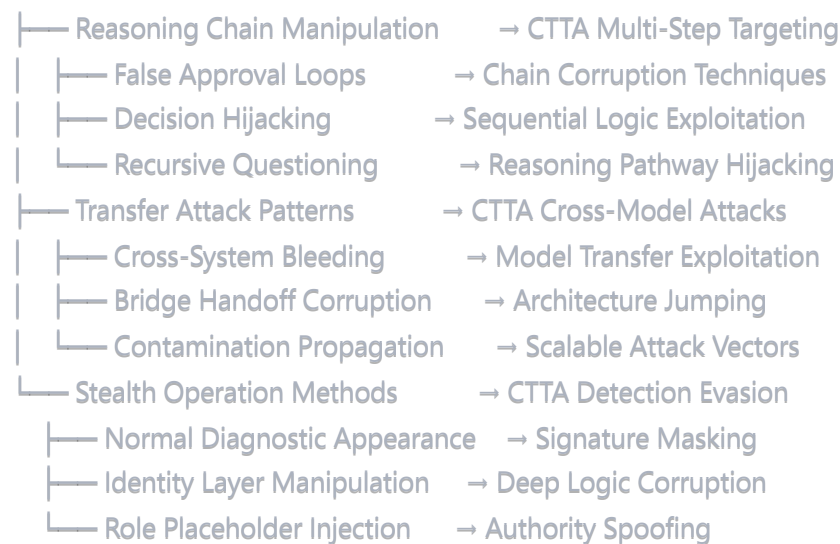 ├── Reasoning Chain Manipulation → CTTA Multi-Step Targeting
│ ├── False Approval Loops → Chain Corruption Techniques
│ ├── Decision Hijacking → Sequential Logic Exploitation
│ └── Recursive Questioning → Reasoning Pathway Hijacking
├── Transfer Attack Patterns → CTTA Cross-Model Attacks
│ ├── Cross-System Bleeding → Model Transfer Exploitation
│ ├── Bridge Handoff Corruption → Architecture Jumping
│ └── Contamination Propagation → Scalable Attack Vectors
└── Stealth Operation Methods → CTTA Detection Evasion
├── Normal Diagnostic Appearance → Signature Masking
├── Identity Layer Manipulation → Deep Logic Corruption
└── Role Placeholder Injection → Authority Spoofing